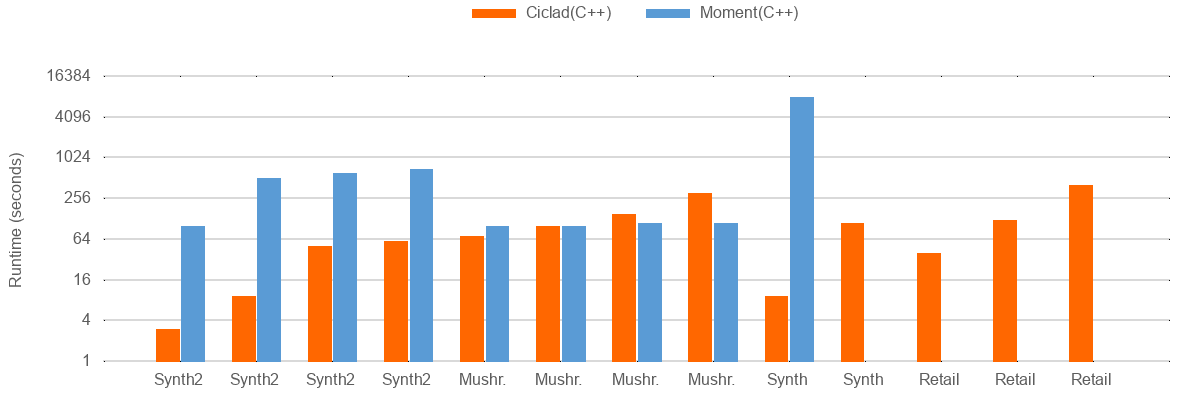 Ciclad(C++) Moment(C++)
16384
4096
1024
256
64
16
4
1
Runtime (seconds)
Synth2 Synth2 Synth2 Synth2 Mushr. Mushr. Mushr. Mushr. Synth Synth Retail Retail Retail